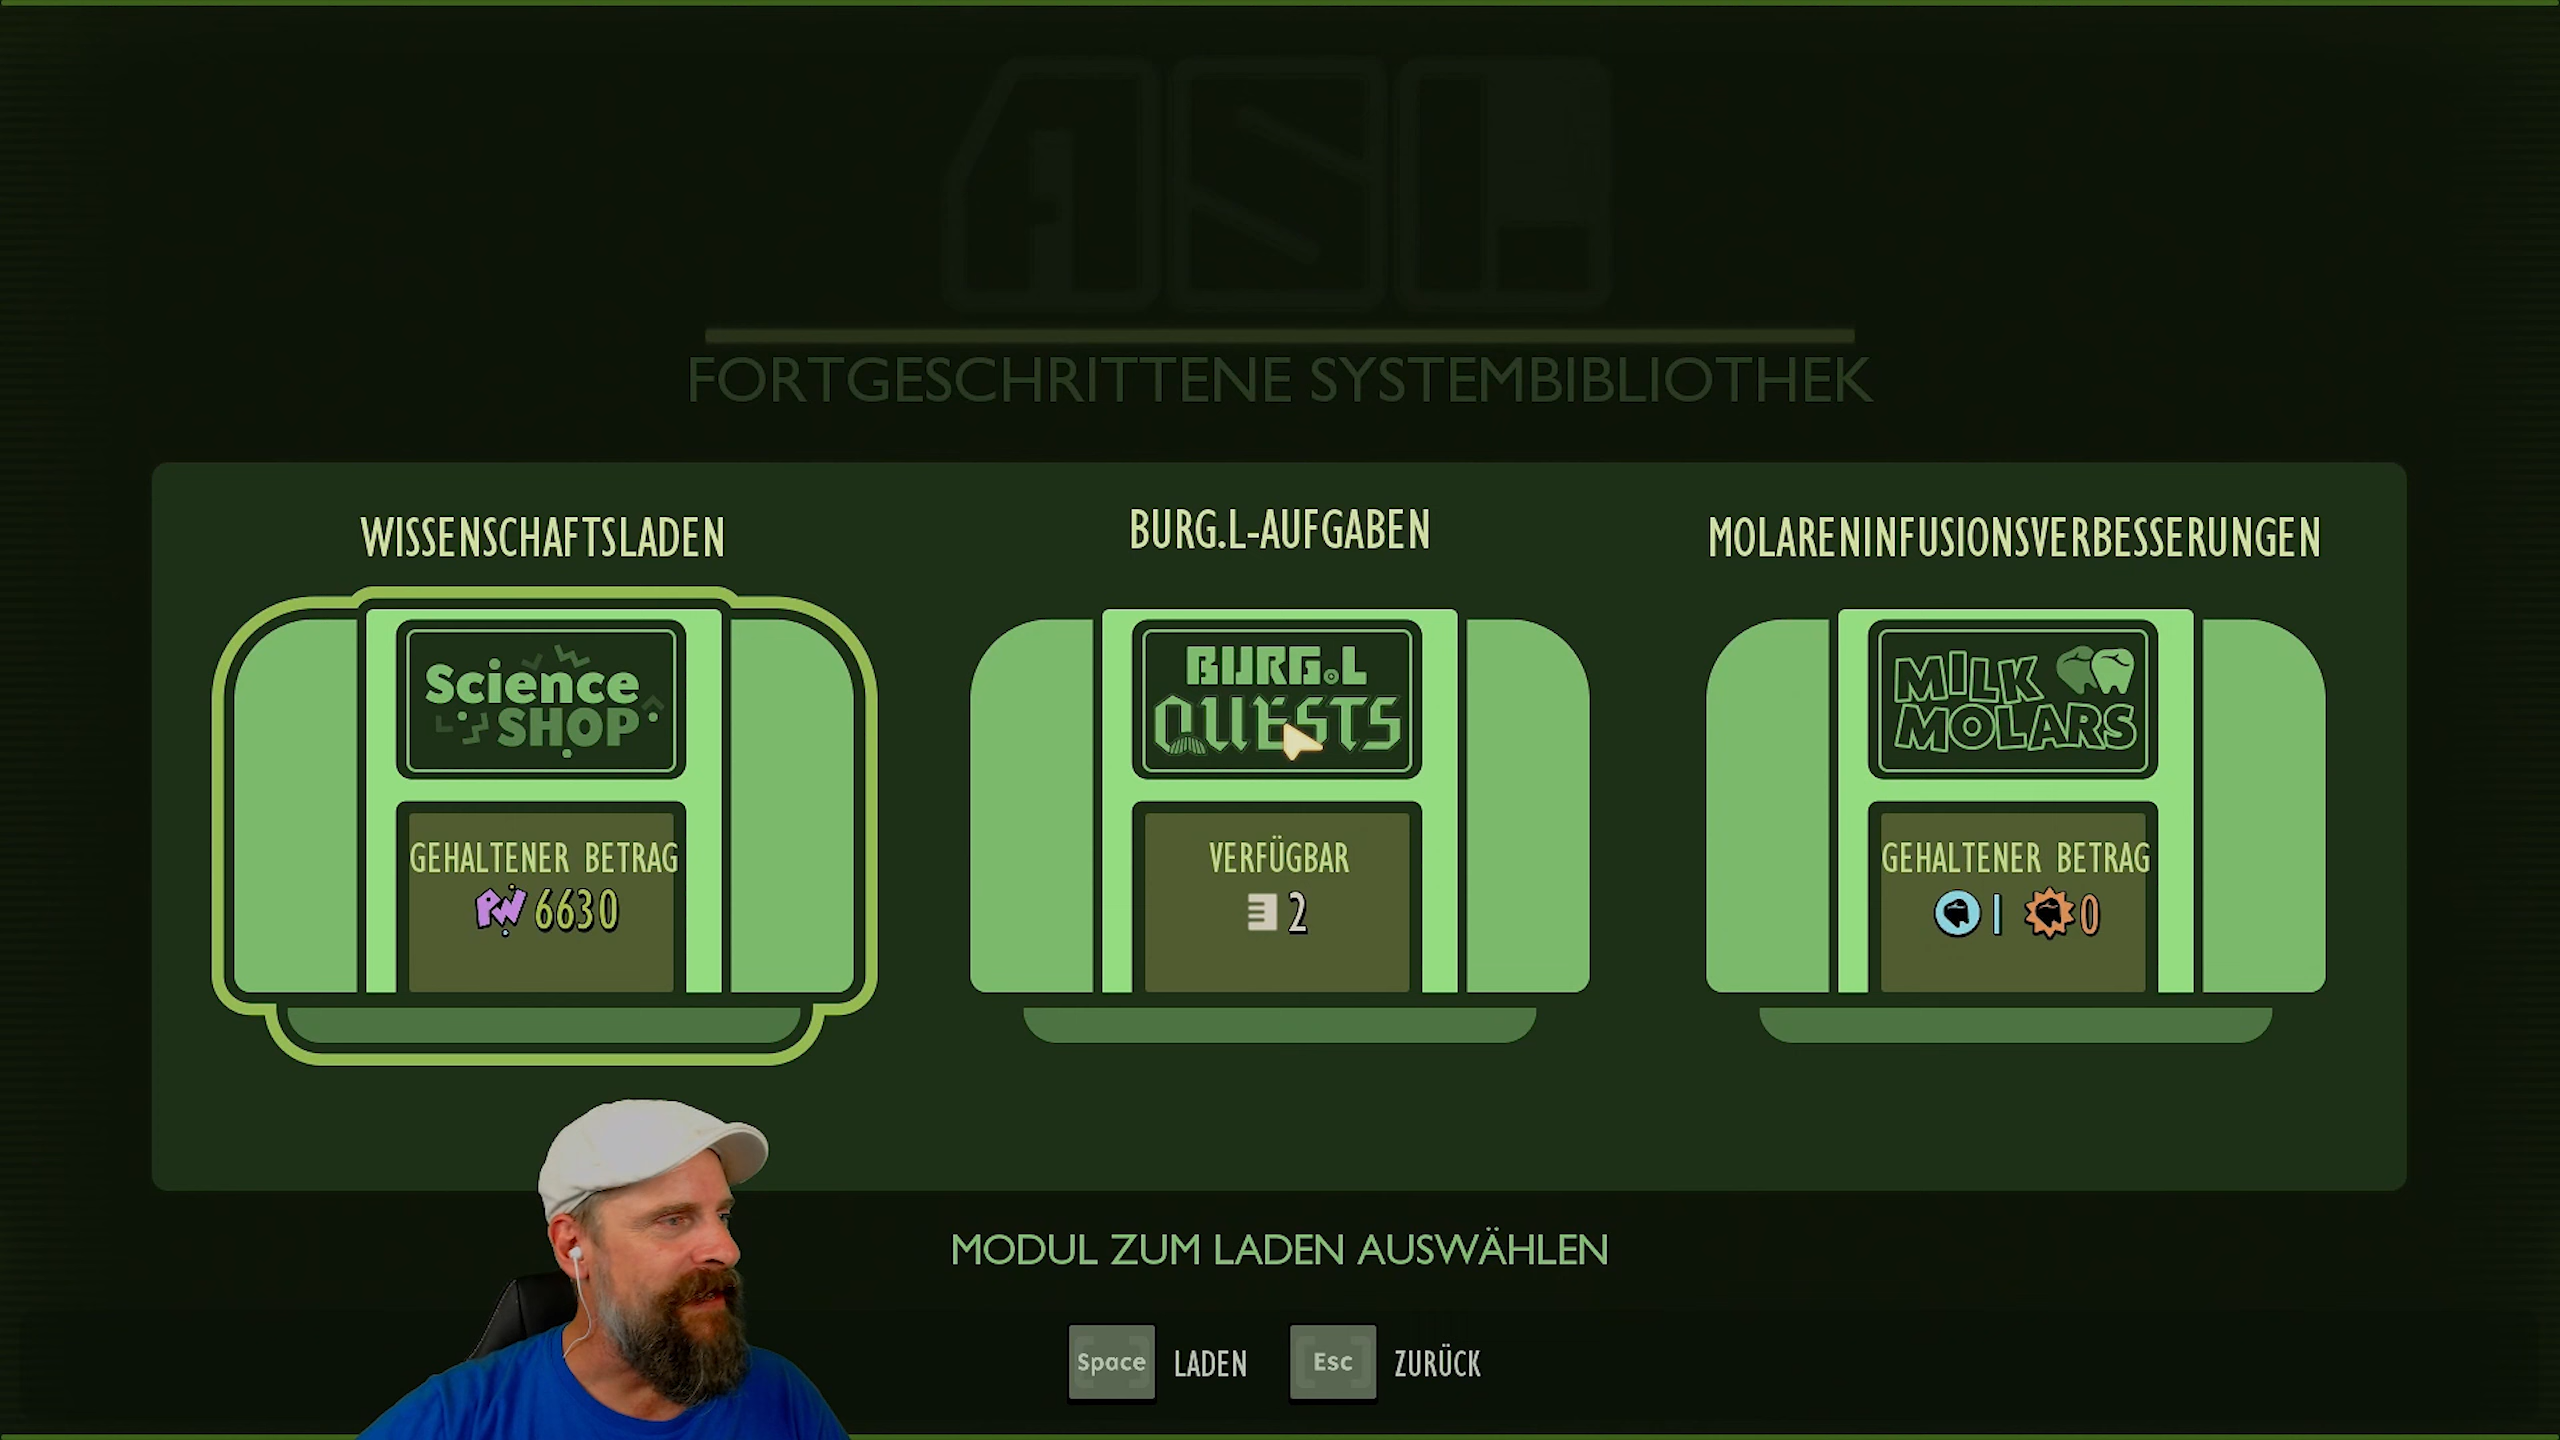 ASL
FORTGESCHRITTENE SYSTEMBIBLIOTHEK
WISSENSCHAFTSLADEN
Science
SHOP
GEHALTENER BETRAG
6630
BURG.L-AUFGABEN
BURG.L
QUESTS
VERFÜGBAR
2
MOLARENINFUSIONSVERBESSERUNGEN
MILK
MOLARS
GEHALTENER BETRAG
1 0
MODUL ZUM LADEN AUSWÄHLEN
Space LADEN Esc ZURÜCK